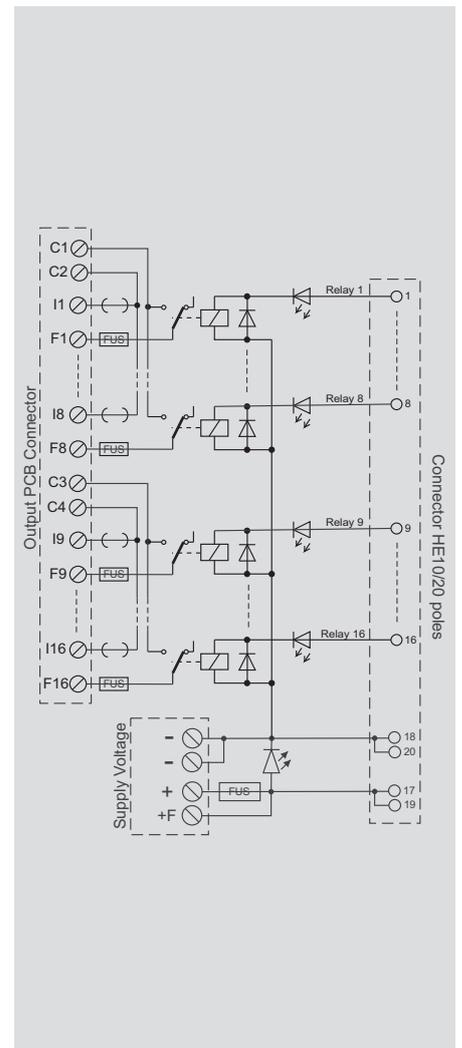 C1
C2
I1
F1
FUS
I8
F8
FUS
C3
C4
I9
F9
FUS
I16
F16
FUS
Output PCB Connector
Relay 1
1
Relay 8
8
Relay 9
9
Relay 16
16
Connector HE10/20 poles
Supply Voltage
-
-
+
+F
FUS
18
20
17
19